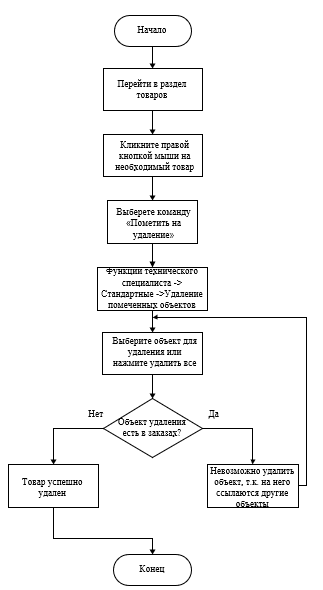 Начало
Перейти в раздел
товаров
Кликните правой
кнопкой мыши на
необходимый товар
Выберете команду
«Пометить на
удаление»
Функции технического
специалиста ->
Стандартные ->Удаление
помеченных объектов
Выберите объект для
удаления или
нажмите удалить все
Объект удаления
есть в заказах?
Нет
Да
Товар успешно
удален
Невозможно удалить
объект, т.к. на него
ссылаются другие
объекты
Конец